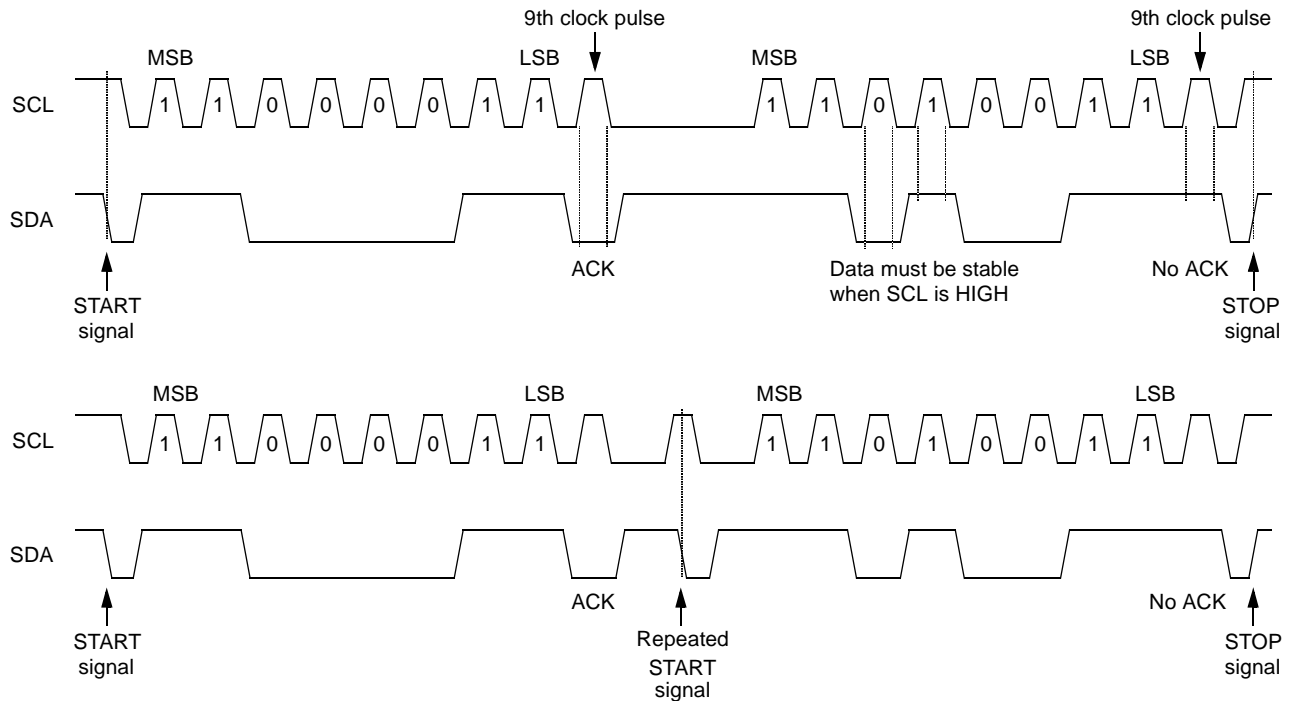 9th clock pulse 9th clock pulse
MSB LSB MSB LSB
SCL 1 1 0 0 0 0 1 1 1 1 0 1 0 0 1 1
SDA
ACK Data must be stable No ACK
when SCL is HIGH
START STOP
signal signal
MSB LSB MSB LSB
SCL 1 1 0 0 0 0 1 1 1 1 0 1 0 0 1 1
SDA
ACK No ACK
START Repeated STOP
signal START signal
signal